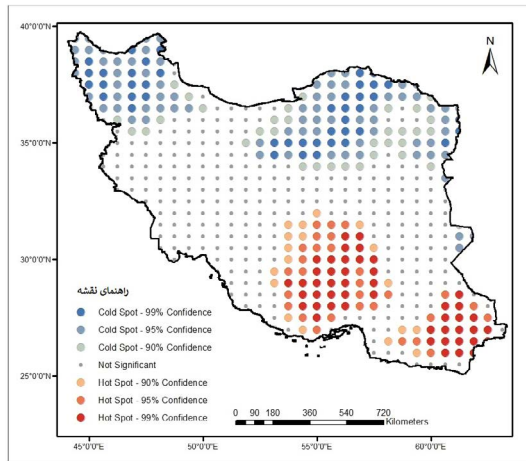 40°0'0"N
N
35°0'0"N
30°0'0"N
25°0'0"N
راهنمای نقشه
Cold Spot - 99% Confidence
Cold Spot - 95% Confidence
Cold Spot - 90% Confidence
Not Significant
Hot Spot - 90% Confidence
Hot Spot - 95% Confidence
Hot Spot - 99% Confidence
0 90 180 360 540 720
Kilometers
45°0'0"E 50°0'0"E 55°0'0"E 60°0'0"E